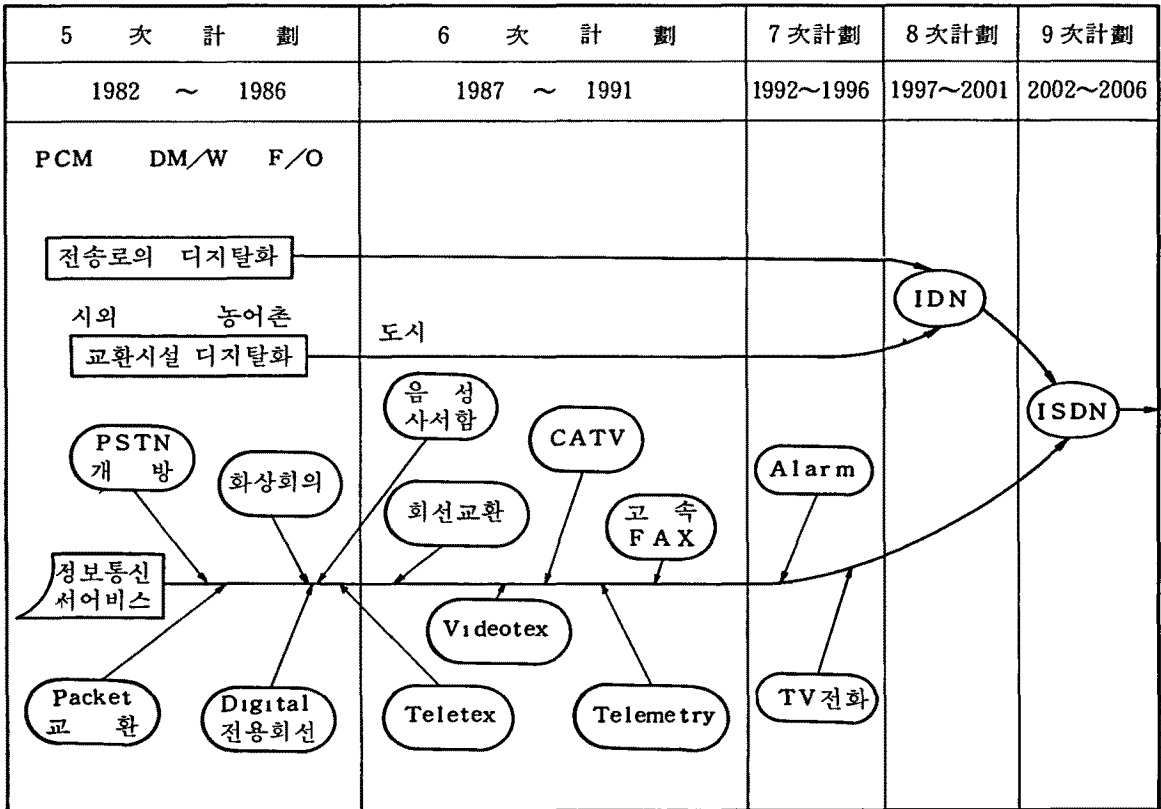 5 次 計 劃
6 次 計 劃
7 次計劃
8 次計劃
9 次計劃
1982 ~ 1986
1987 ~ 1991
1992~1996
1997~2001
2002~2006
PCM DM/W F/O
전송로의 디지탈화
IDN
시외 농어촌
도시
교환시설 디지탈화
ISDN
음 성
사서함
PSTN
개 방
화상회의
회선교환
CATV
고 속
FAX
Alarm
정보통신
써어비스
Videotex
Packet
교 환
Digital
전용회선
Teletex
Telemetry
TV전화